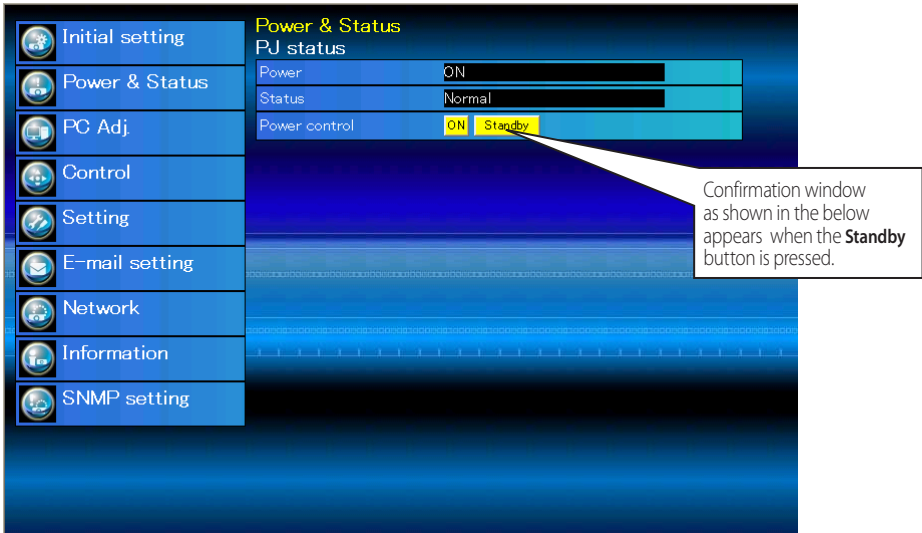 Initial setting
Power & Status
PC Adj.
Control
Setting
E-mail setting
Network
Information
SNMP setting
Power & Status
PJ status
Power ON
Status Normal
Power control ON Standby
Confirmation window
as shown in the below
appears when the Standby
button is pressed.